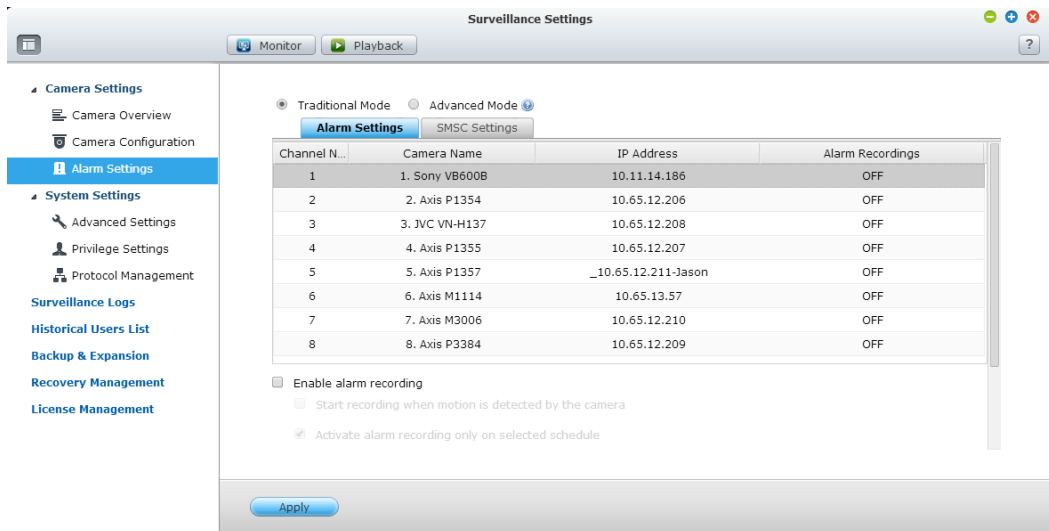 Surveillance Settings
Monitor
Playback
?
Camera Settings
Camera Overview
Camera Configuration
Alarm Settings
System Settings
Advanced Settings
Privilege Settings
Protocol Management
Surveillance Logs
Historical Users List
Backup & Expansion
Recovery Management
License Management
Traditional Mode Advanced Mode ?
Alarm Settings SMSC Settings
Channel N... Camera Name IP Address Alarm Recordings
1 1. Sony VB600B 10.11.14.186 OFF
2 2. Axis P1354 10.65.12.206 OFF
3 3. JVC VN-H137 10.65.12.208 OFF
4 4. Axis P1355 10.65.12.207 OFF
5 5. Axis P1357 _10.65.12.211-Jason OFF
6 6. Axis M1114 10.65.13.57 OFF
7 7. Axis M3006 10.65.12.210 OFF
8 8. Axis P3384 10.65.12.209 OFF
Enable alarm recording
Start recording when motion is detected by the camera
Activate alarm recording only on selected schedule
Apply